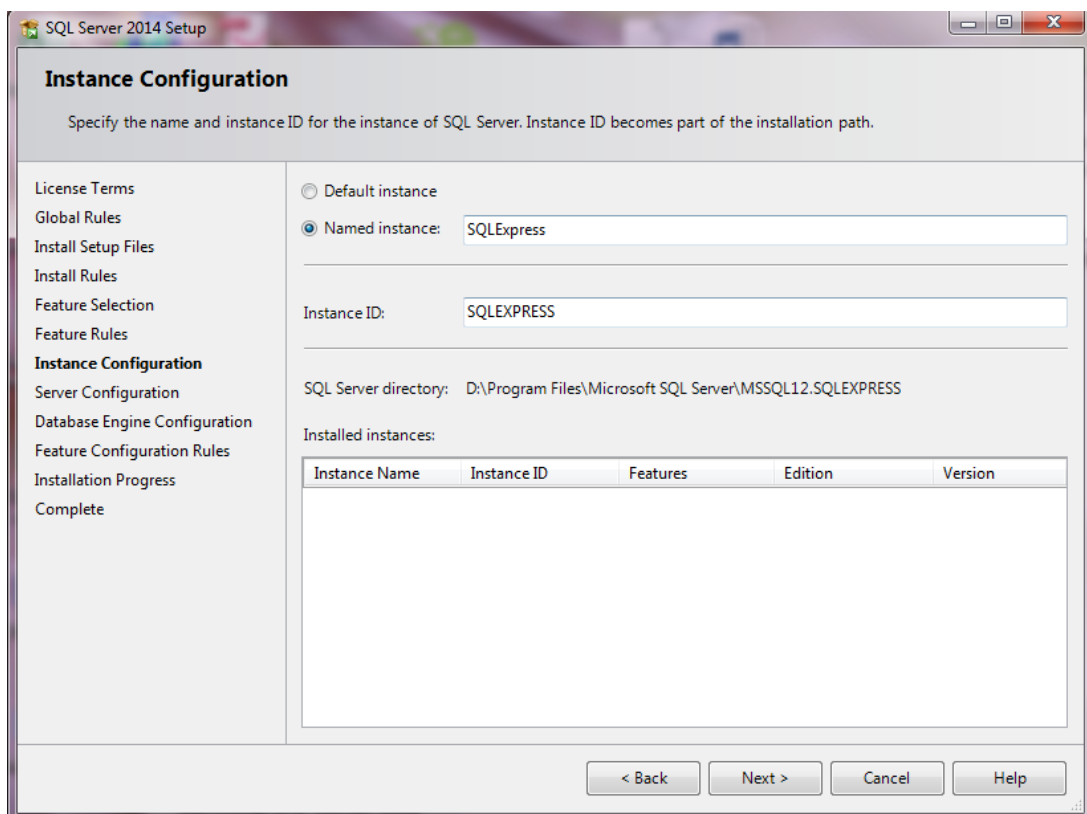 SQL Server 2014 Setup
Instance Configuration
Specify the name and instance ID for the instance of SQL Server. Instance ID becomes part of the installation path.
License Terms
Global Rules
Install Setup Files
Install Rules
Feature Selection
Feature Rules
Instance Configuration
Server Configuration
Database Engine Configuration
Feature Configuration Rules
Installation Progress
Complete
Default instance
Named instance: SQLExpress
Instance ID: SQLEXPRESS
SQL Server directory: D:\Program Files\Microsoft SQL Server\MSSQL12.SQLEXPRESS
Installed instances:
Instance Name Instance ID Features Edition Version
< Back Next > Cancel Help